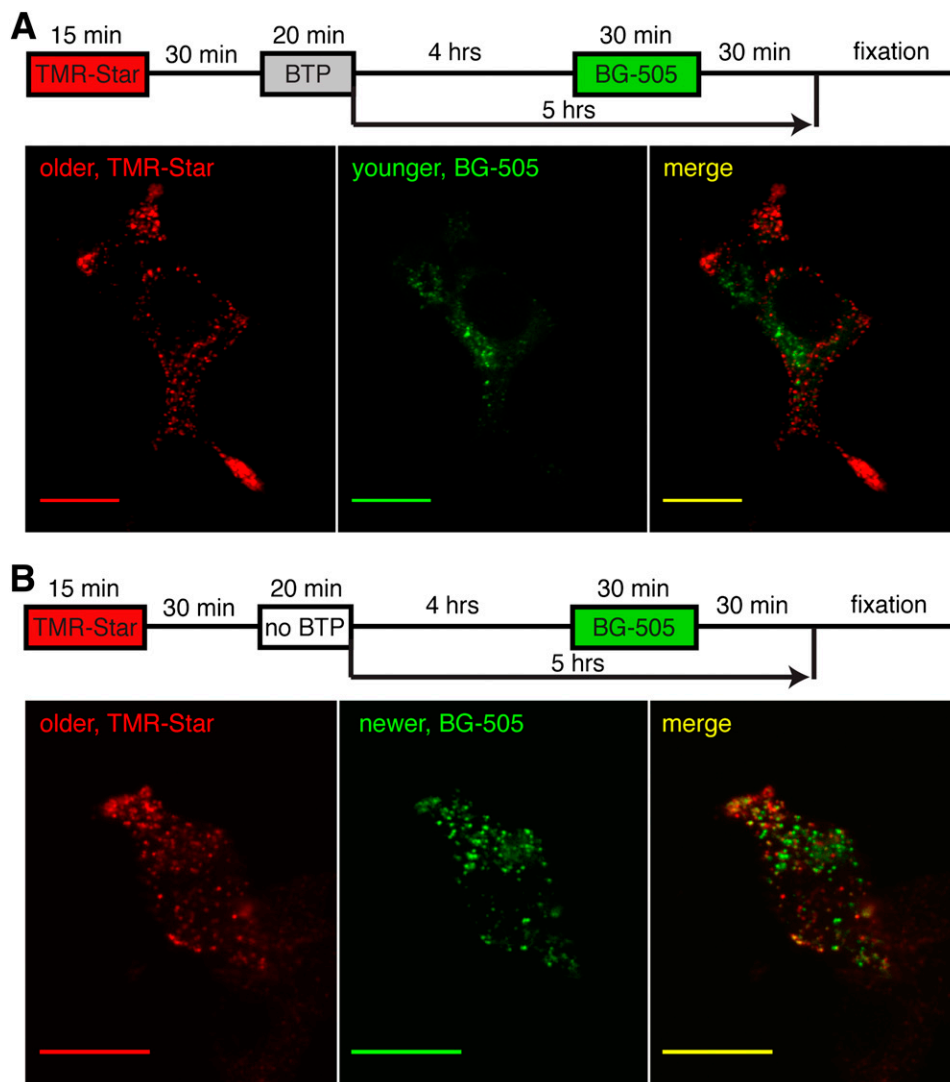 A
15 min 30 min 20 min 4 hrs 30 min 30 min fixation
TMR-Star BTP BG-505
5 hrs
older, TMR-Star younger, BG-505 merge
B
15 min 30 min 20 min 4 hrs 30 min 30 min fixation
TMR-Star no BTP BG-505
5 hrs
older, TMR-Star newer, BG-505 merge